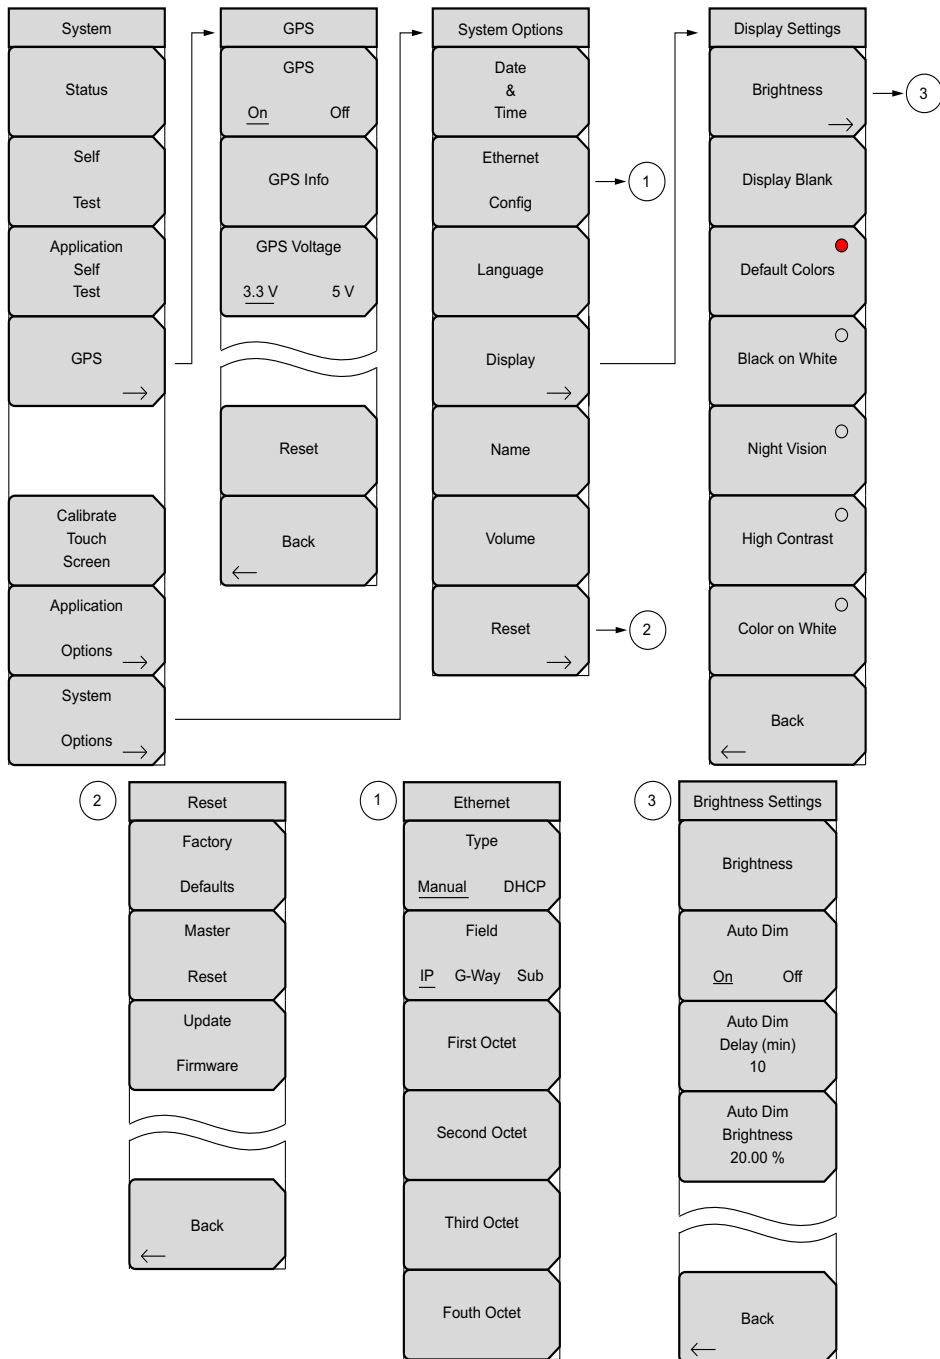 System
Status
Self
Test
Application
Self
Test
GPS
Calibrate
Touch
Screen
Application
Options
System
Options
GPS
GPS
On Off
GPS Info
GPS Voltage
3.3 V 5 V
Reset
Back
System Options
Date
&
Time
Ethernet
Config
1
Language
Display
Name
Volume
Reset
2
Display Settings
Brightness
3
Display Blank
Default Colors
Black on White
Night Vision
High Contrast
Color on White
Back
2
Reset
Factory
Defaults
Master
Reset
Update
Firmware
Back
1
Ethernet
Type
Manual DHCP
Field
IP G-Way Sub
First Octet
Second Octet
Third Octet
Fouth Octet
3
Brightness Settings
Brightness
Auto Dim
On Off
Auto Dim
Delay (min)
10
Auto Dim
Brightness
20.00 %
Back